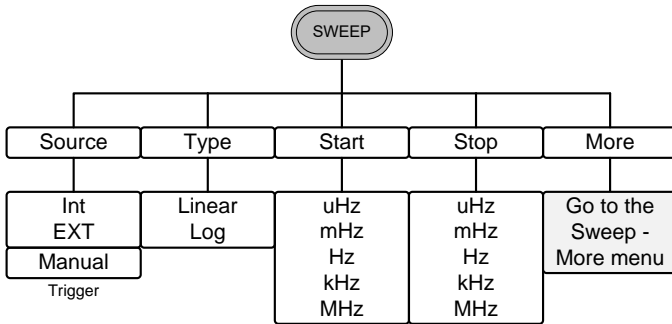 SWEEP
Source
Type
Start
Stop
More
Int
EXT
Manual
Trigger
Linear
Log
uHz
mHz
Hz
kHz
MHz
uHz
mHz
Hz
kHz
MHz
Go to the
Sweep -
More menu